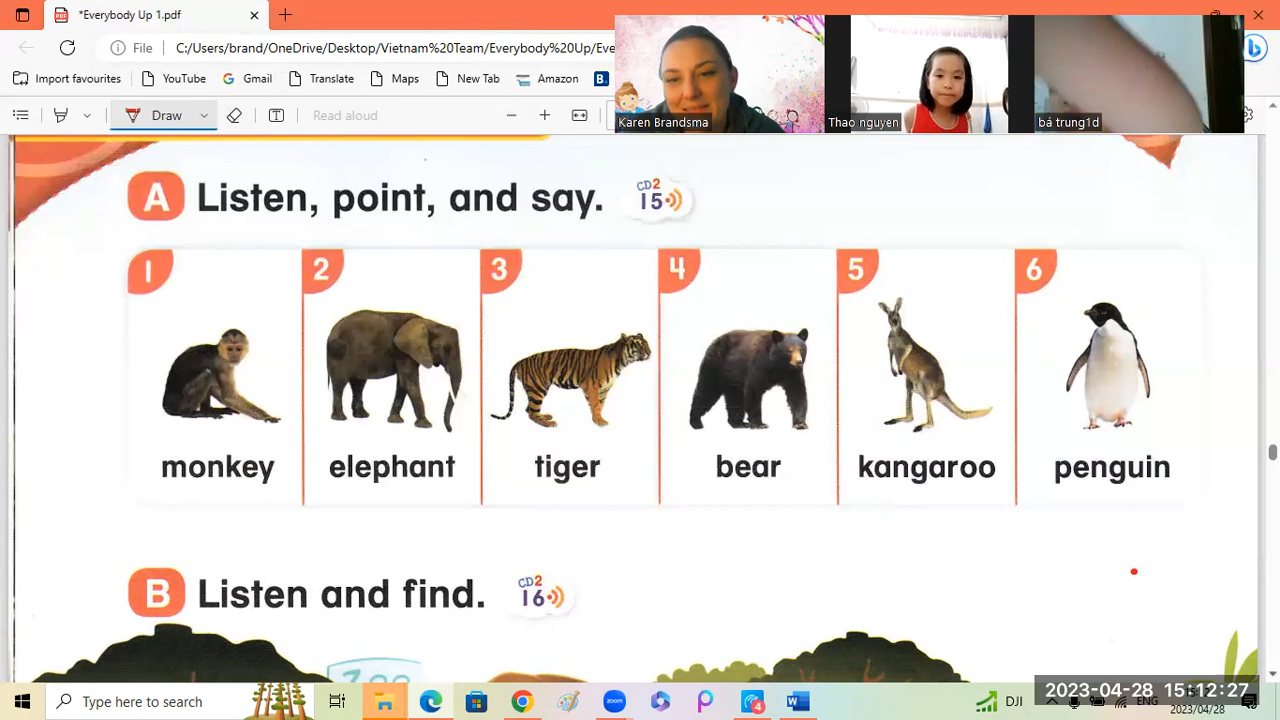 *Everybody Up 1.pdf
File
C:/Users/brand/OneDrive/Desktop/Vietnam%20Team/Everybody%20Up/Eve
Import favourites
YouTube
Gmail
Translate
Maps
New Tab
Amazon
B.
Draw
Read aloud
Karen Brandsma
Thao nguyen
bá trung1d
A Listen, point, and say. CD2 15
1
2
3
4
5
6
monkey
elephant
tiger
bear
kangaroo
penguin
B Listen and find. CD2 16
Type here to search
zoom
4
DJI
ENG
2023-04-28 15:12:27
2023/04/28